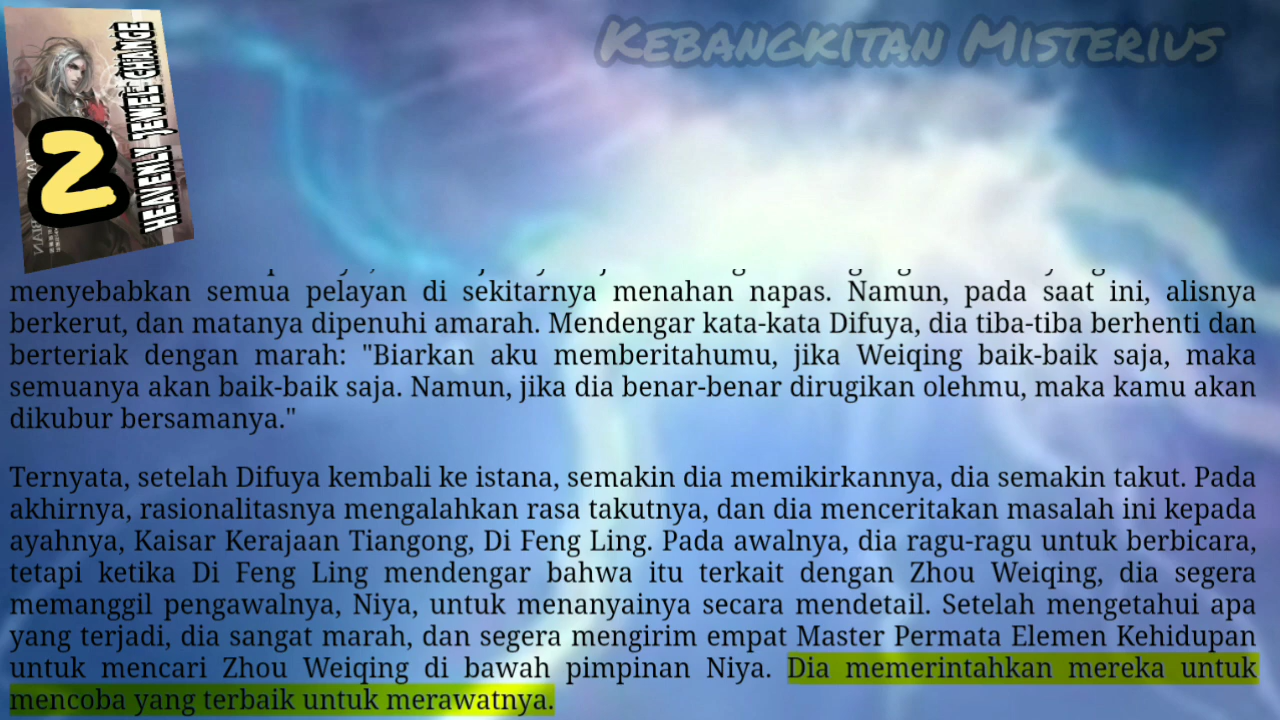 Kebangkitan Misterius
HEAVENLY JEWEL CHANGE
2
menyebabkan semua pelayan di sekitarnya menahan napas. Namun, pada saat ini, alisnya
berkerut, dan matanya dipenuhi amarah. Mendengar kata-kata Difuya, dia tiba-tiba berhenti dan
berteriak dengan marah: "Biarkan aku memberitahumu, jika Weiqing baik-baik saja, maka
semuanya akan baik-baik saja. Namun, jika dia benar-benar dirugikan olehmu, maka kamu akan
dikubur bersamanya."
Ternyata, setelah Difuya kembali ke istana, semakin dia memikirkannya, dia semakin takut. Pada
akhirnya, rasionalitasnya mengalahkan rasa takutnya, dan dia menceritakan masalah ini kepada
ayahnya, Kaisar Kerajaan Tiangong, Di Feng Ling. Pada awalnya, dia ragu-ragu untuk berbicara,
tetapi ketika Di Feng Ling mendengar bahwa itu terkait dengan Zhou Weiqing, dia segera
memanggil pengawalnya, Niya, untuk menanyainya secara mendetail. Setelah mengetahui apa
yang terjadi, dia sangat marah, dan segera mengirim empat Master Permata Elemen Kehidupan
untuk mencari Zhou Weiqing di bawah pimpinan Niya. Dia memerintahkan mereka untuk
mencoba yang terbaik untuk merawatnya.